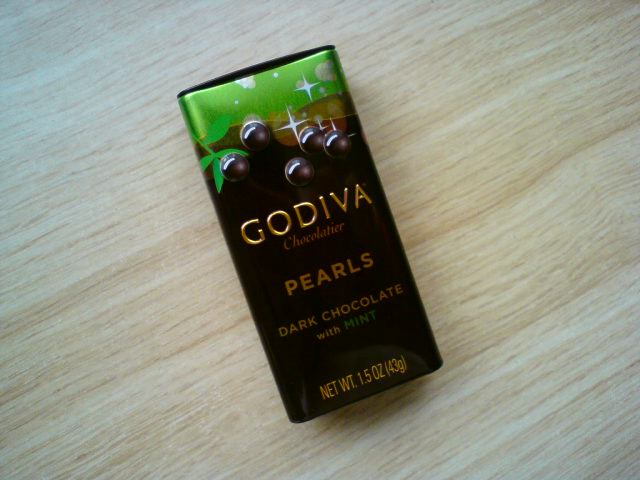 GODIVA
Chocolatier
PEARLS
DARK CHOCOLATE
with MINT
NET WT. 1.5 OZ (43g)